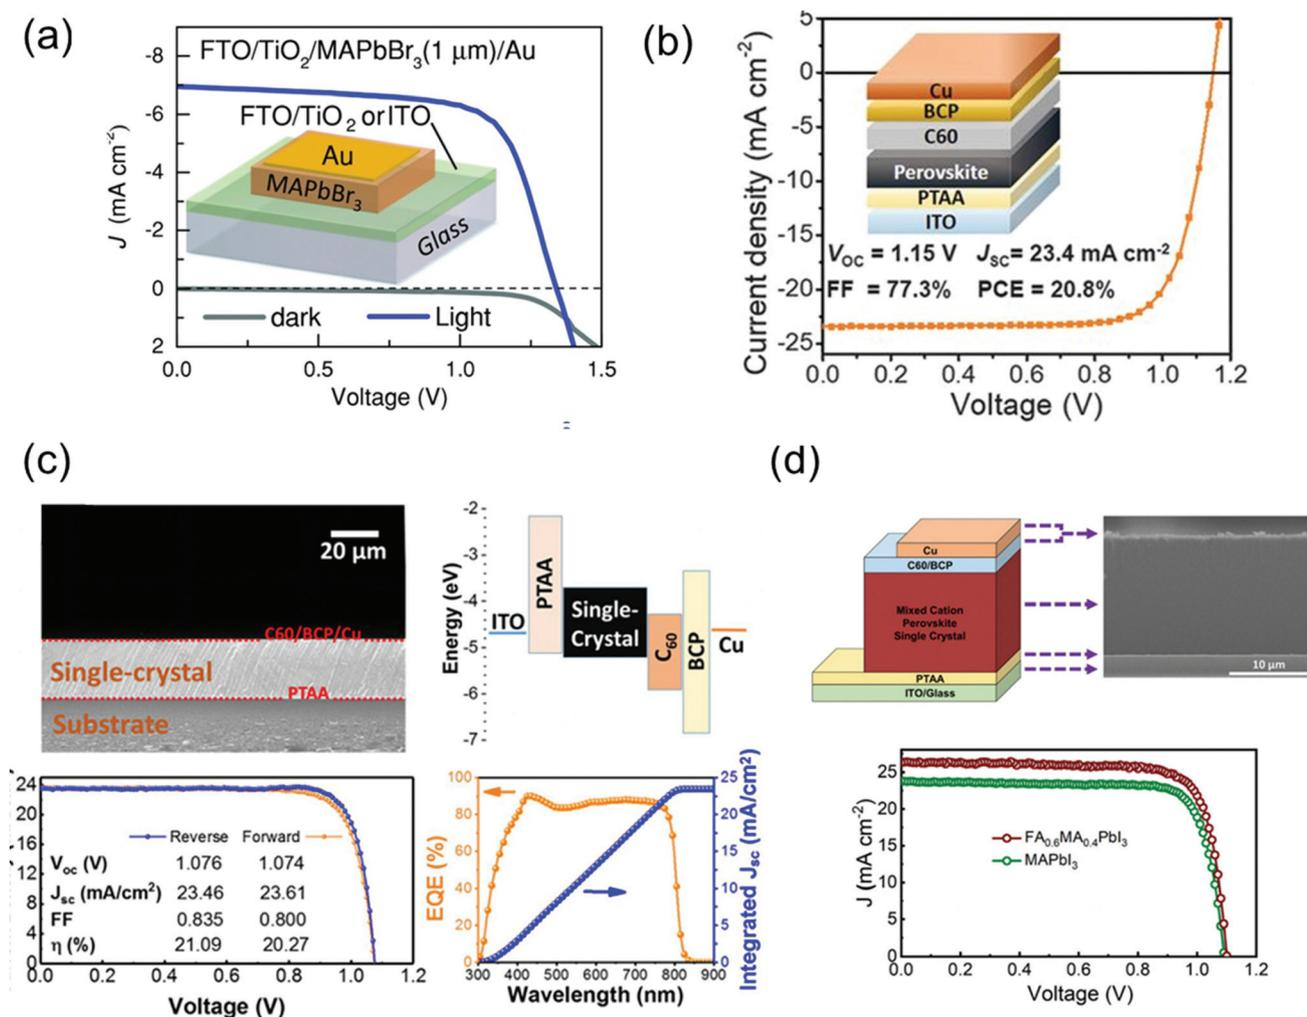 (a)
FTO/TiO2/MAPbBr3(1 μm)/Au
FTO/TiO2 or ITO
Au
MAPbBr3
Glass
dark
Light
J (mA cm-2)
-8
-6
-4
-2
0
2
0.0 0.5 1.0 1.5
Voltage (V)
(b)
Current density (mA cm-2)
5
0
-5
-10
-15
-20
-25
Cu
BCP
C60
Perovskite
PTAA
ITO
VOC = 1.15 V JSC= 23.4 mA cm-2
FF = 77.3% PCE = 20.8%
0.0 0.2 0.4 0.6 0.8 1.0 1.2
Voltage (V)
(c)
20 μm
C60/BCP/Cu
Single-crystal
PTAA
Substrate
Energy (eV)
-2
-3
-4
-5
-6
-7
ITO
PTAA
Single-
Crystal
C60
BCP
Cu
24
20
16
12
8
4
0
Reverse Forward
Voc (V) 1.076 1.074
Jsc (mA/cm2) 23.46 23.61
FF 0.835 0.800
η (%) 21.09 20.27
0.0 0.2 0.4 0.6 0.8 1.0 1.2
Voltage (V)
EQE (%)
100
80
60
40
20
0
25
20
15
10
5
0
Integrated Jsc (mA/cm2)
300 400 500 600 700 800 900
Wavelength (nm)
(d)
Cu
C60/BCP
Mixed Cation
Perovskite
Single Crystal
PTAA
ITO/Glass
10 μm
J (mA cm-2)
25
20
15
10
5
0
FA0.6MA0.4PbI3
MAPbI3
0.0 0.2 0.4 0.6 0.8 1.0 1.2
Voltage (V)